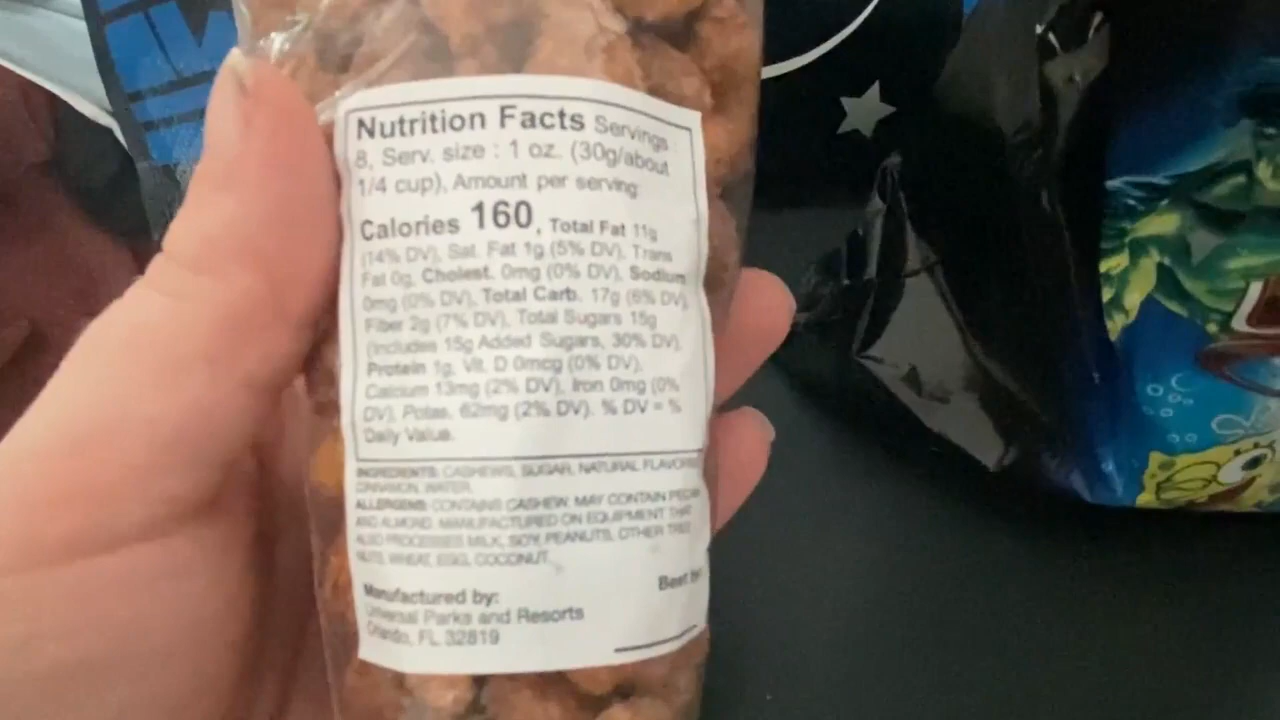 Nutrition Facts Servings :
8, Serv. size : 1 oz. (30g/about
1/4 cup), Amount per serving:
Calories 160, Total Fat 11g
(14% DV), Sat. Fat 1g (5% DV), Trans
Fat 0g, Cholest. 0mg (0% DV), Sodium
0mg (0% DV), Total Carb. 17g (6% DV),
Fiber 2g (7% DV), Total Sugars 15g
(Includes 15g Added Sugars, 30% DV),
Protein 1g, Vit. D 0mcg (0% DV),
Calcium 13mg (2% DV), Iron 0mg (0%
DV), Potas. 62mg (2% DV). % DV = %
Daily Value.
INGREDIENTS: CASHEWS, SUGAR, NATURAL FLAVORS
CINNAMON, WATER
ALLERGENS: CONTAINS CASHEW. MAY CONTAIN PECAN
AND ALMOND. MANUFACTURED ON EQUIPMENT THAT
ALSO PROCESSES MILK, SOY, PEANUTS, OTHER TREE
NUTS, WHEAT, EGG, COCONUT.
Manufactured by: Best by:
Universal Parks and Resorts
Orlando, FL 32819